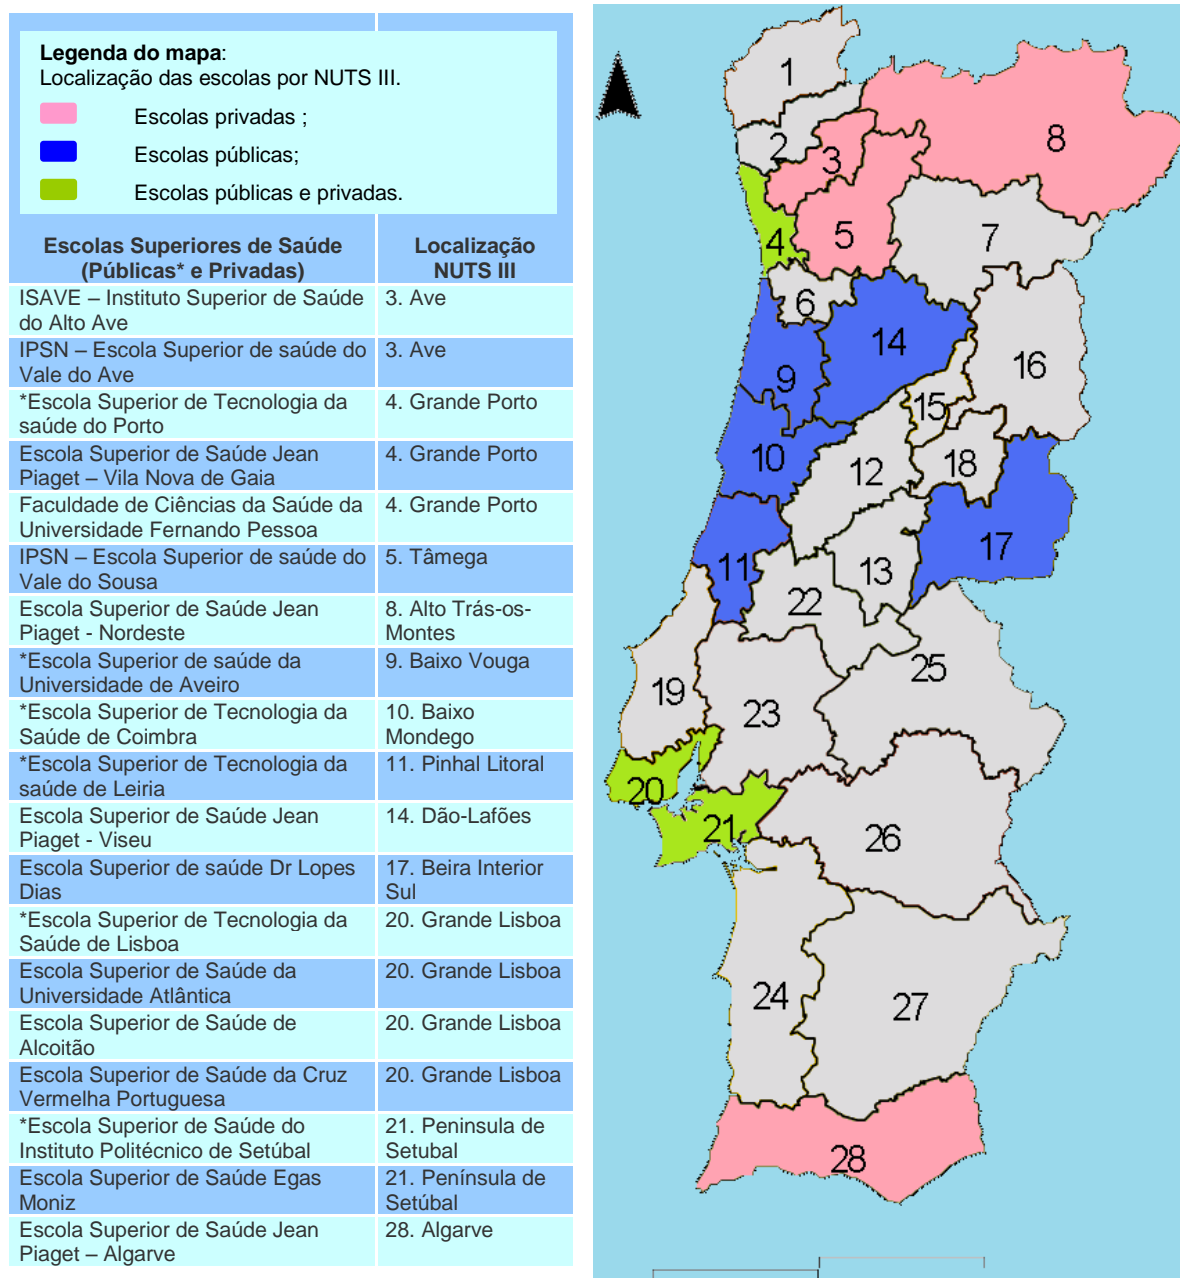 Legenda do mapa:
Localização das escolas por NUTS III.
Escolas privadas ;
Escolas públicas;
Escolas públicas e privadas.
Escolas Superiores de Saúde
(Públicas* e Privadas)
Localização
NUTS III
ISAVE – Instituto Superior de Saúde
do Alto Ave
3. Ave
IPSN – Escola Superior de saúde do
Vale do Ave
3. Ave
*Escola Superior de Tecnologia da
saúde do Porto
4. Grande Porto
Escola Superior de Saúde Jean
Piaget – Vila Nova de Gaia
4. Grande Porto
Faculdade de Ciências da Saúde da
Universidade Fernando Pessoa
4. Grande Porto
IPSN – Escola Superior de saúde do
Vale do Sousa
5. Tâmega
Escola Superior de Saúde Jean
Piaget - Nordeste
8. Alto Trás-os-
Montes
*Escola Superior de saúde da
Universidade de Aveiro
9. Baixo Vouga
*Escola Superior de Tecnologia da
Saúde de Coimbra
10. Baixo
Mondego
*Escola Superior de Tecnologia da
saúde de Leiria
11. Pinhal Litoral
Escola Superior de Saúde Jean
Piaget - Viseu
14. Dão-Lafões
Escola Superior de saúde Dr Lopes
Dias
17. Beira Interior
Sul
*Escola Superior de Tecnologia da
Saúde de Lisboa
20. Grande Lisboa
Escola Superior de Saúde da
Universidade Atlântica
20. Grande Lisboa
Escola Superior de Saúde de
Alcoitão
20. Grande Lisboa
Escola Superior de Saúde da Cruz
Vermelha Portuguesa
20. Grande Lisboa
*Escola Superior de Saúde do
Instituto Politécnico de Setúbal
21. Peninsula de
Setubal
Escola Superior de Saúde Egas
Moniz
21. Península de
Setúbal
Escola Superior de Saúde Jean
Piaget – Algarve
28. Algarve
1
2
3
8
4
5
7
6
14
16
9
15
10
12
18
11
13
17
22
19
23
25
20
21
26
24
27
28